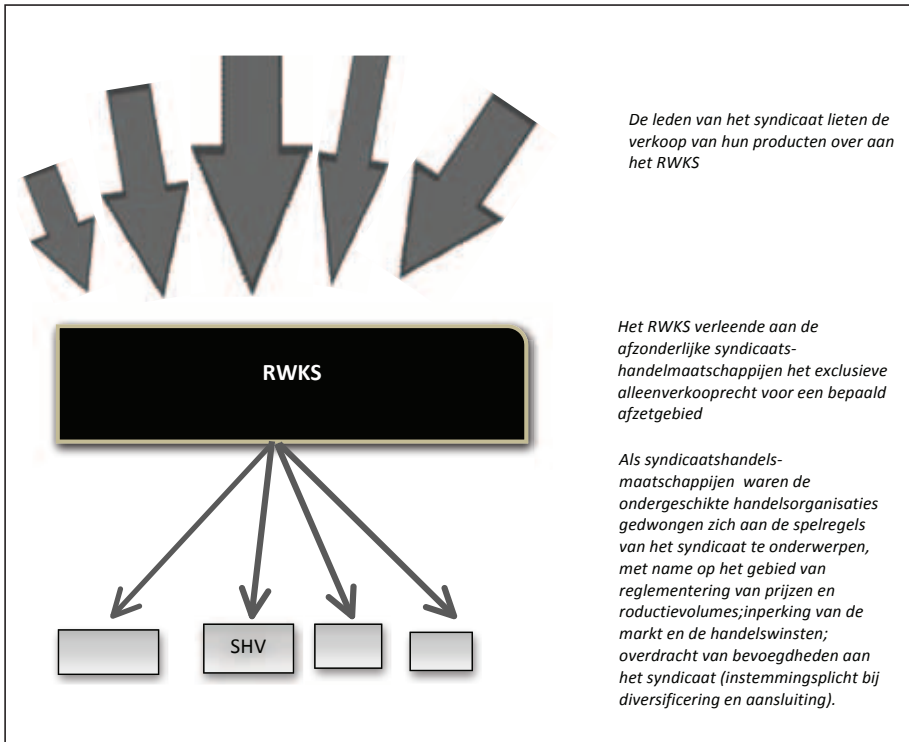 De leden van het syndicaat lieten de
verkoop van hun producten over aan
het RWKS
RWKS
Het RWKS verleende aan de
afzonderlijke syndicaats-
handelmaatschappijen het exclusieve
alleenverkooprecht voor een bepaald
afzetgebied
Als syndicaatshandels-
maatschappijen waren de
ondergeschikte handelsorganisaties
gedwongen zich aan de spelregels
van het syndicaat te onderwerpen,
met name op het gebied van
reglementering van prijzen en
roductievolumes;inperking van de
markt en de handelswinsten;
overdracht van bevoegdheden aan
het syndicaat (instemmingsplicht bij
diversificering en aansluiting).
SHV